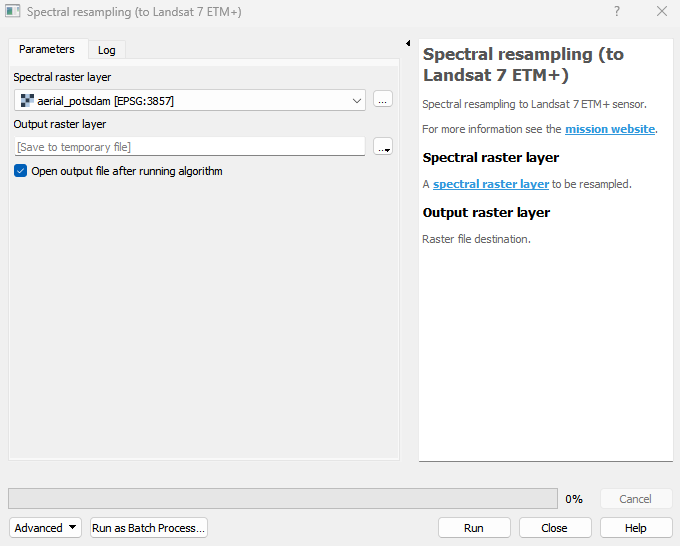 Spectral resampling (to Landsat 7 ETM+)
?
Parameters
Log
Spectral raster layer
aerial_potsdam [EPSG:3857]
...
Output raster layer
[Save to temporary file]
...
Open output file after running algorithm
Spectral resampling (to
Landsat 7 ETM+)
Spectral resampling to Landsat 7 ETM+ sensor.
For more information see the mission website.
Spectral raster layer
A spectral raster layer to be resampled.
Output raster layer
Raster file destination.
0%
Cancel
Advanced
Run as Batch Process...
Run
Close
Help